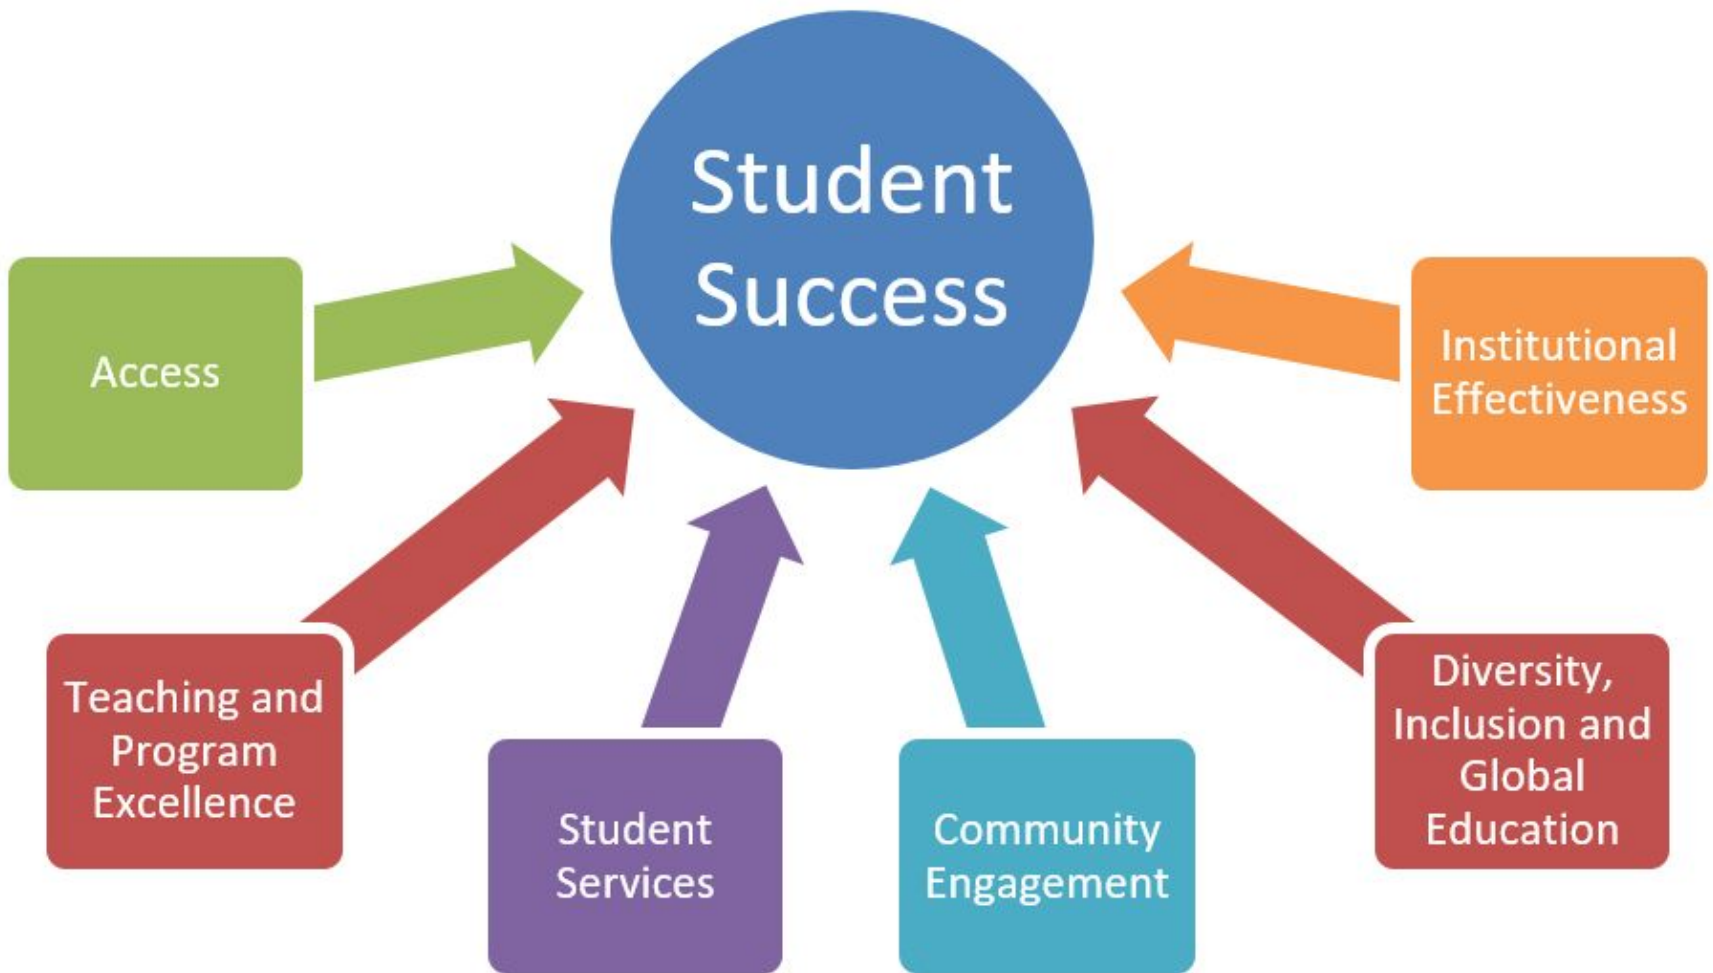 Student
Success
Access
Institutional
Effectiveness
Teaching and
Program
Excellence
Student
Services
Community
Engagement
Diversity,
Inclusion and
Global
Education